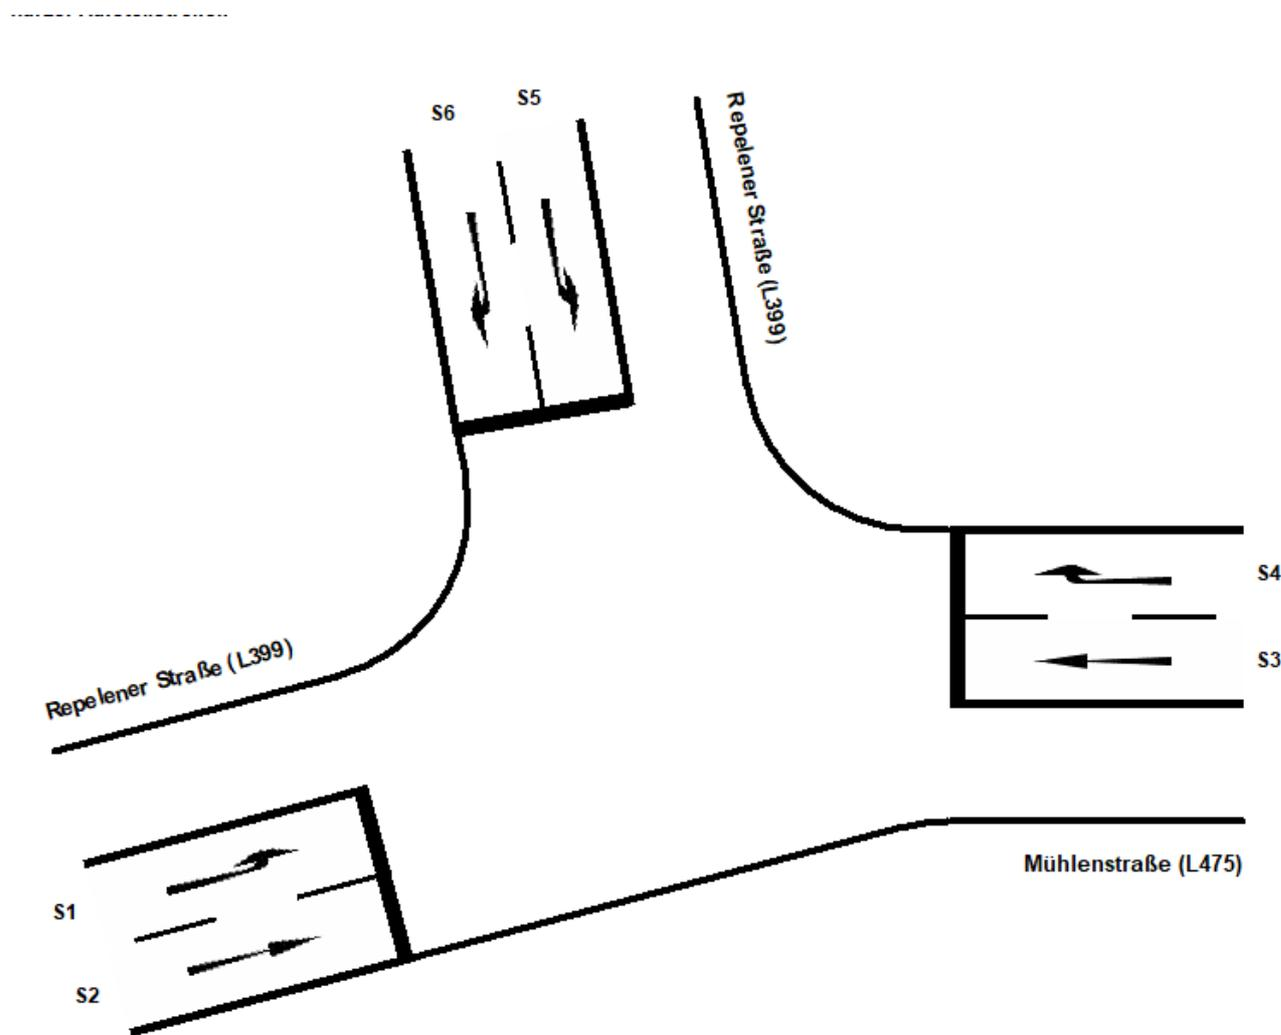 S6
S5
Repelener Straße (L399)
S4
S3
Repelener Straße (L399)
Mühlenstraße (L475)
S1
S2